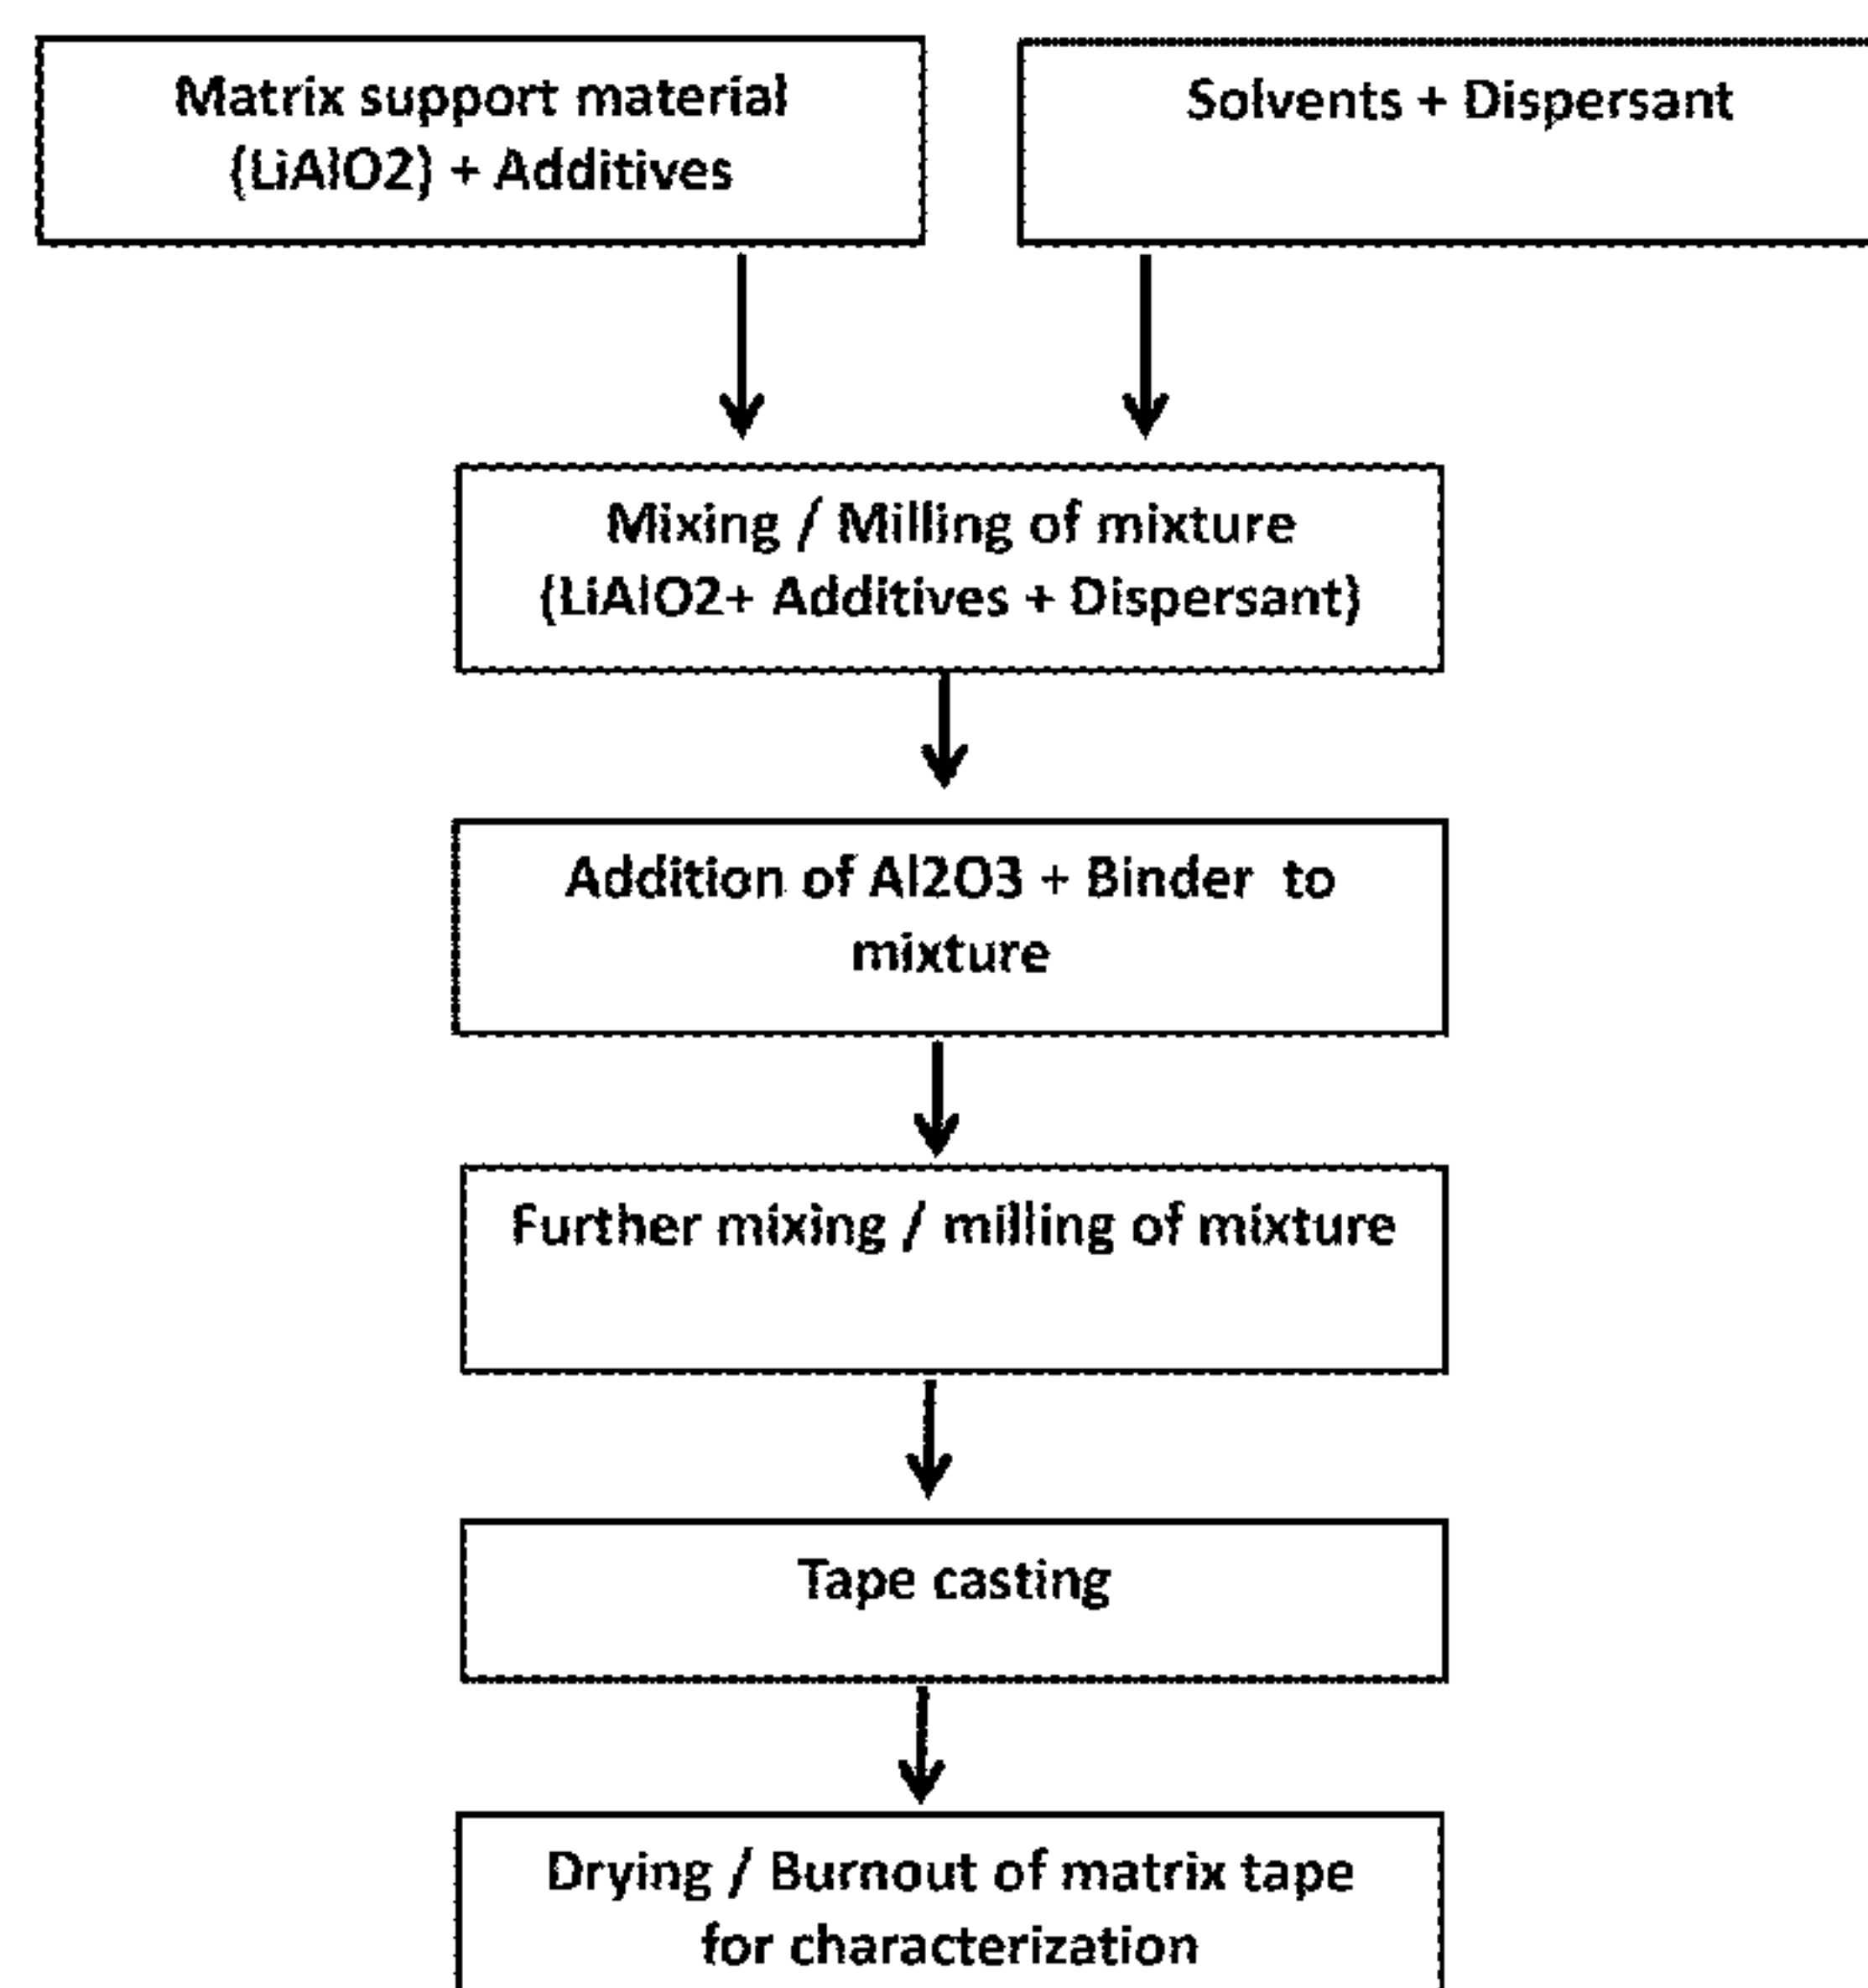 Matrix support material
(LiAlO2) + Additives
Solvents + Dispersant
Mixing / Milling of mixture
(LiAlO2+ Additives + Dispersant)
Addition of Al2O3 + Binder to
mixture
Further mixing / milling of mixture
Tape casting
Drying / Burnout of matrix tape
for characterization